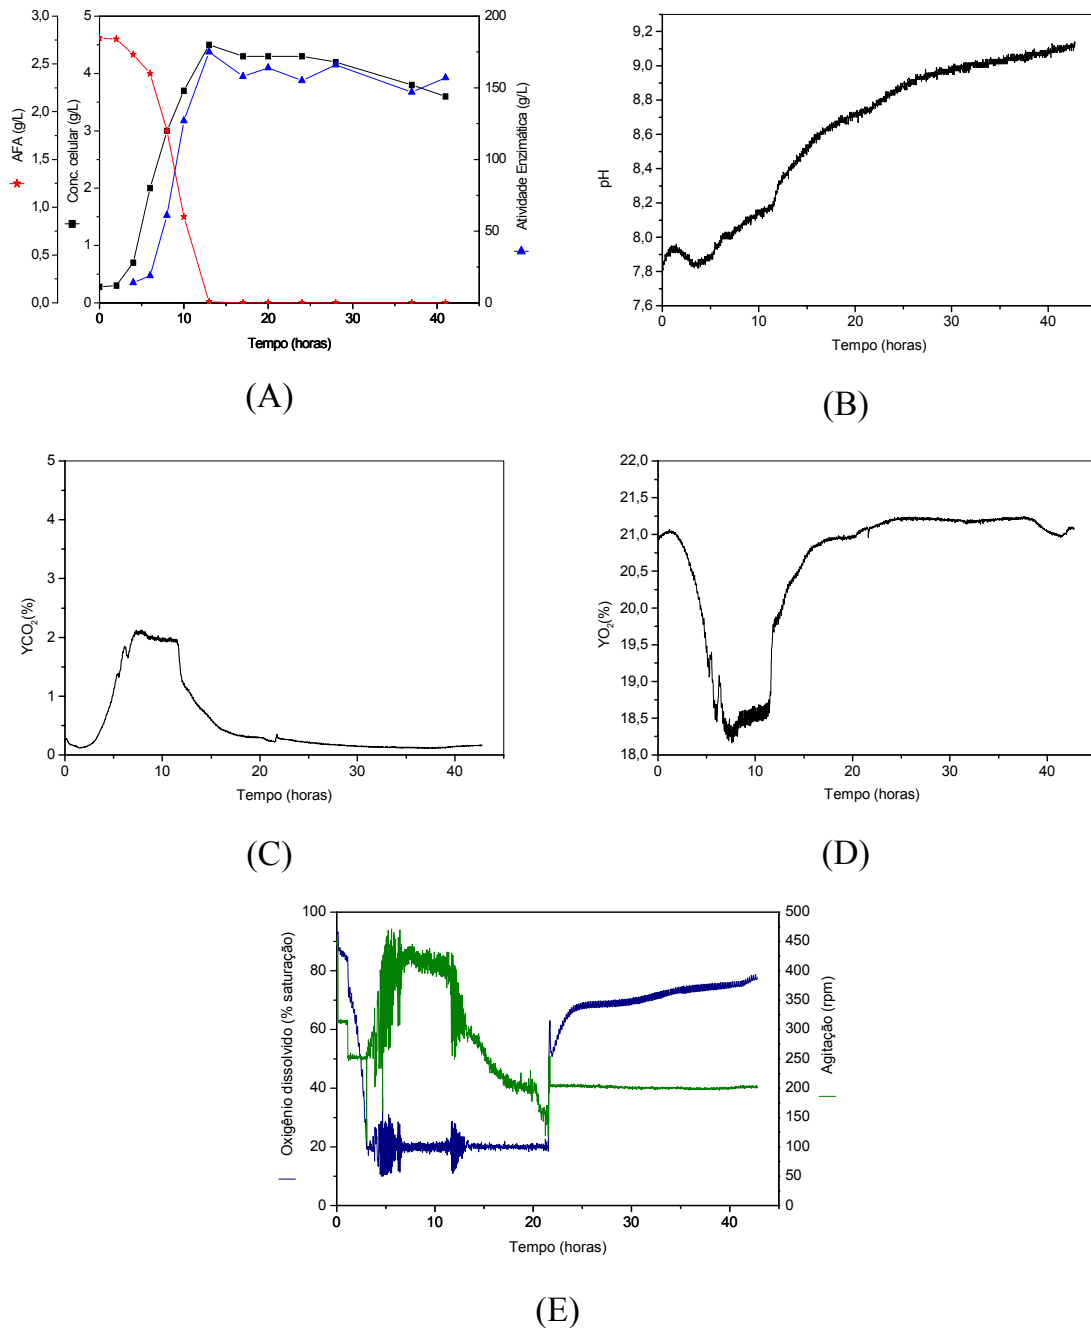 3,0
2,5
2,0
1,5
1,0
0,5
0,0
AFA (g/L)
5
4
3
2
1
0
Conc. celular (g/L)
200
150
100
50
0
Atividade Enzimática (g/L)
0 10 20 30 40
Tempo (horas)
(A)
9,2
9,0
8,8
8,6
8,4
8,2
8,0
7,8
7,6
pH
0 10 20 30 40
Tempo (horas)
(B)
5
4
3
2
1
0
YCO2(%)
0 10 20 30 40
Tempo (horas)
(C)
22,0
21,5
21,0
20,5
20,0
19,5
19,0
18,5
18,0
YO2(%)
0 10 20 30 40
Tempo (horas)
(D)
100
80
60
40
20
0
Oxigênio dissolvido (% saturação)
500
450
400
350
300
250
200
150
100
50
0
Agitação (rpm)
0 10 20 30 40
Tempo (horas)
(E)